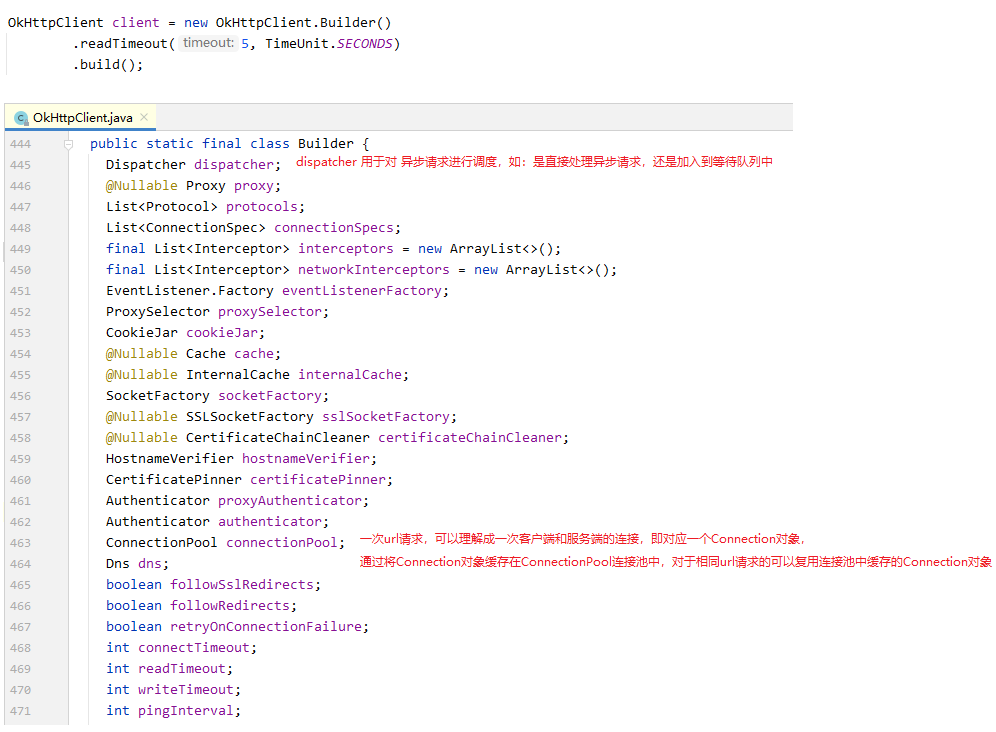 OkHttpClient client = new OkHttpClient.Builder()
.readTimeout( timeout: 5, TimeUnit.SECONDS)
.build();
OkHttpClient.java
444 public static final class Builder {
445 Dispatcher dispatcher; dispatcher 用于对 异步请求进行调度，如：是直接处理异步请求，还是加入到等待队列中
446 @Nullable Proxy proxy;
447 List<Protocol> protocols;
448 List<ConnectionSpec> connectionSpecs;
449 final List<Interceptor> interceptors = new ArrayList<>();
450 final List<Interceptor> networkInterceptors = new ArrayList<>();
451 EventListener.Factory eventListenerFactory;
452 ProxySelector proxySelector;
453 CookieJar cookieJar;
454 @Nullable Cache cache;
455 @Nullable InternalCache internalCache;
456 SocketFactory socketFactory;
457 @Nullable SSLSocketFactory sslSocketFactory;
458 @Nullable CertificateChainCleaner certificateChainCleaner;
459 HostnameVerifier hostnameVerifier;
460 CertificatePinner certificatePinner;
461 Authenticator proxyAuthenticator;
462 Authenticator authenticator;
463 ConnectionPool connectionPool; 一次url请求，可以理解成一次客户端和服务端的连接，即对应一个Connection对象，
464 Dns dns; 通过将Connection对象缓存在ConnectionPool连接池中，对于相同url请求的可以复用连接池中缓存的Connection对象
465 boolean followSslRedirects;
466 boolean followRedirects;
467 boolean retryOnConnectionFailure;
468 int connectTimeout;
469 int readTimeout;
470 int writeTimeout;
471 int pingInterval;